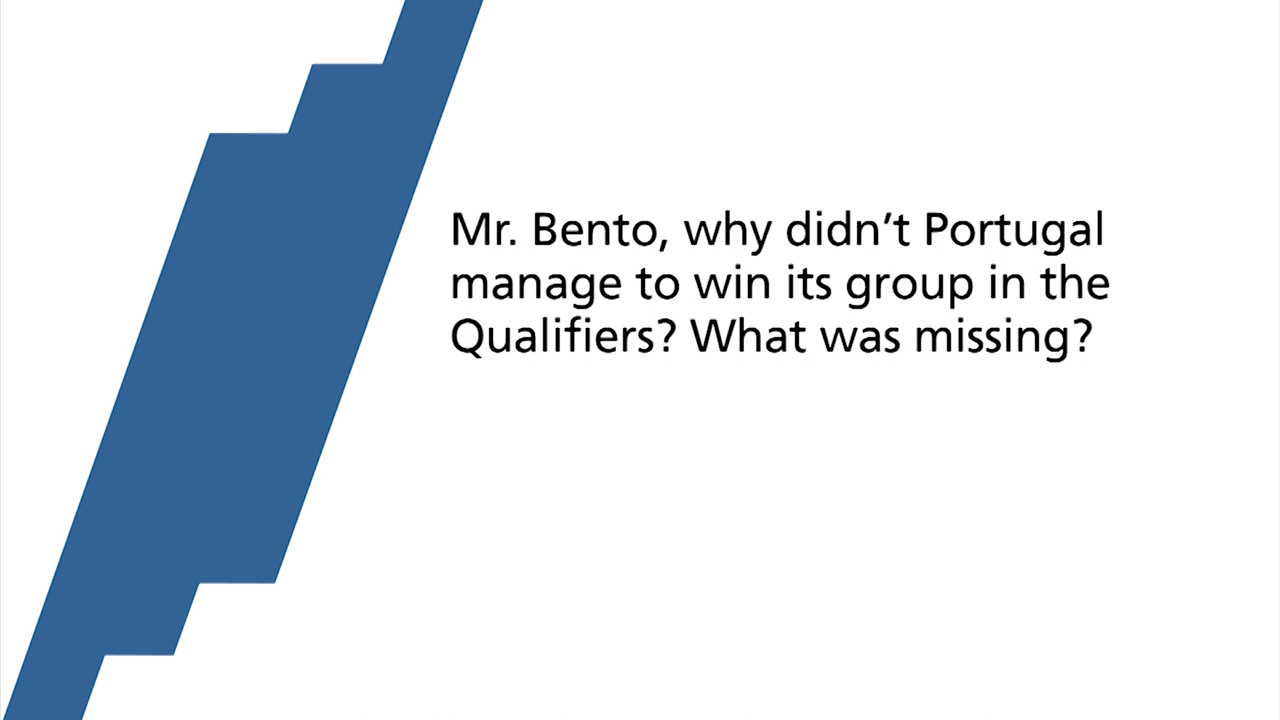 Mr. Bento, why didn’t Portugal
manage to win its group in the
Qualifiers? What was missing?